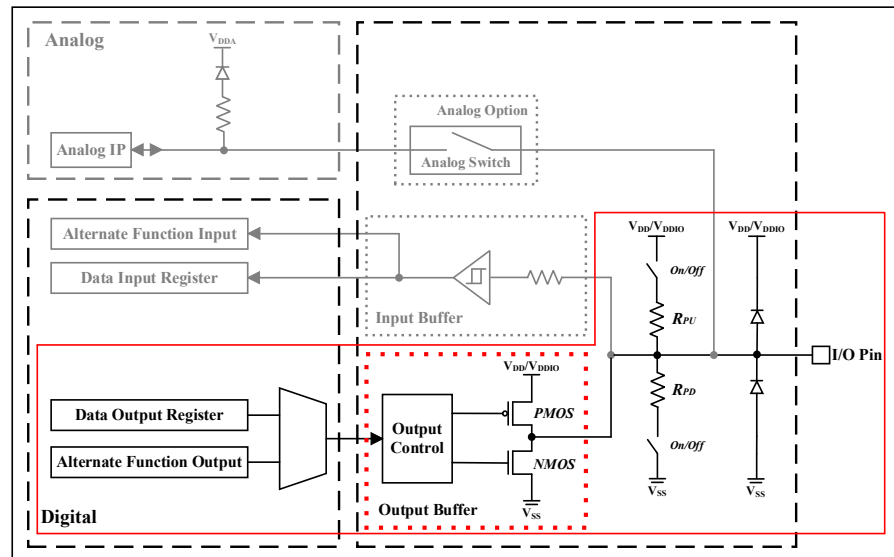 Analog
VDDA
Analog IP
Analog Option
Analog Switch
Alternate Function Input
Data Input Register
Input Buffer
VDD/VDDIO
VDD/VDDIO
On/Off
RPU
I/O Pin
RPD
On/Off
VSS
VSS
Data Output Register
Alternate Function Output
Digital
Output
Control
VDD/VDDIO
PMOS
NMOS
VSS
Output Buffer